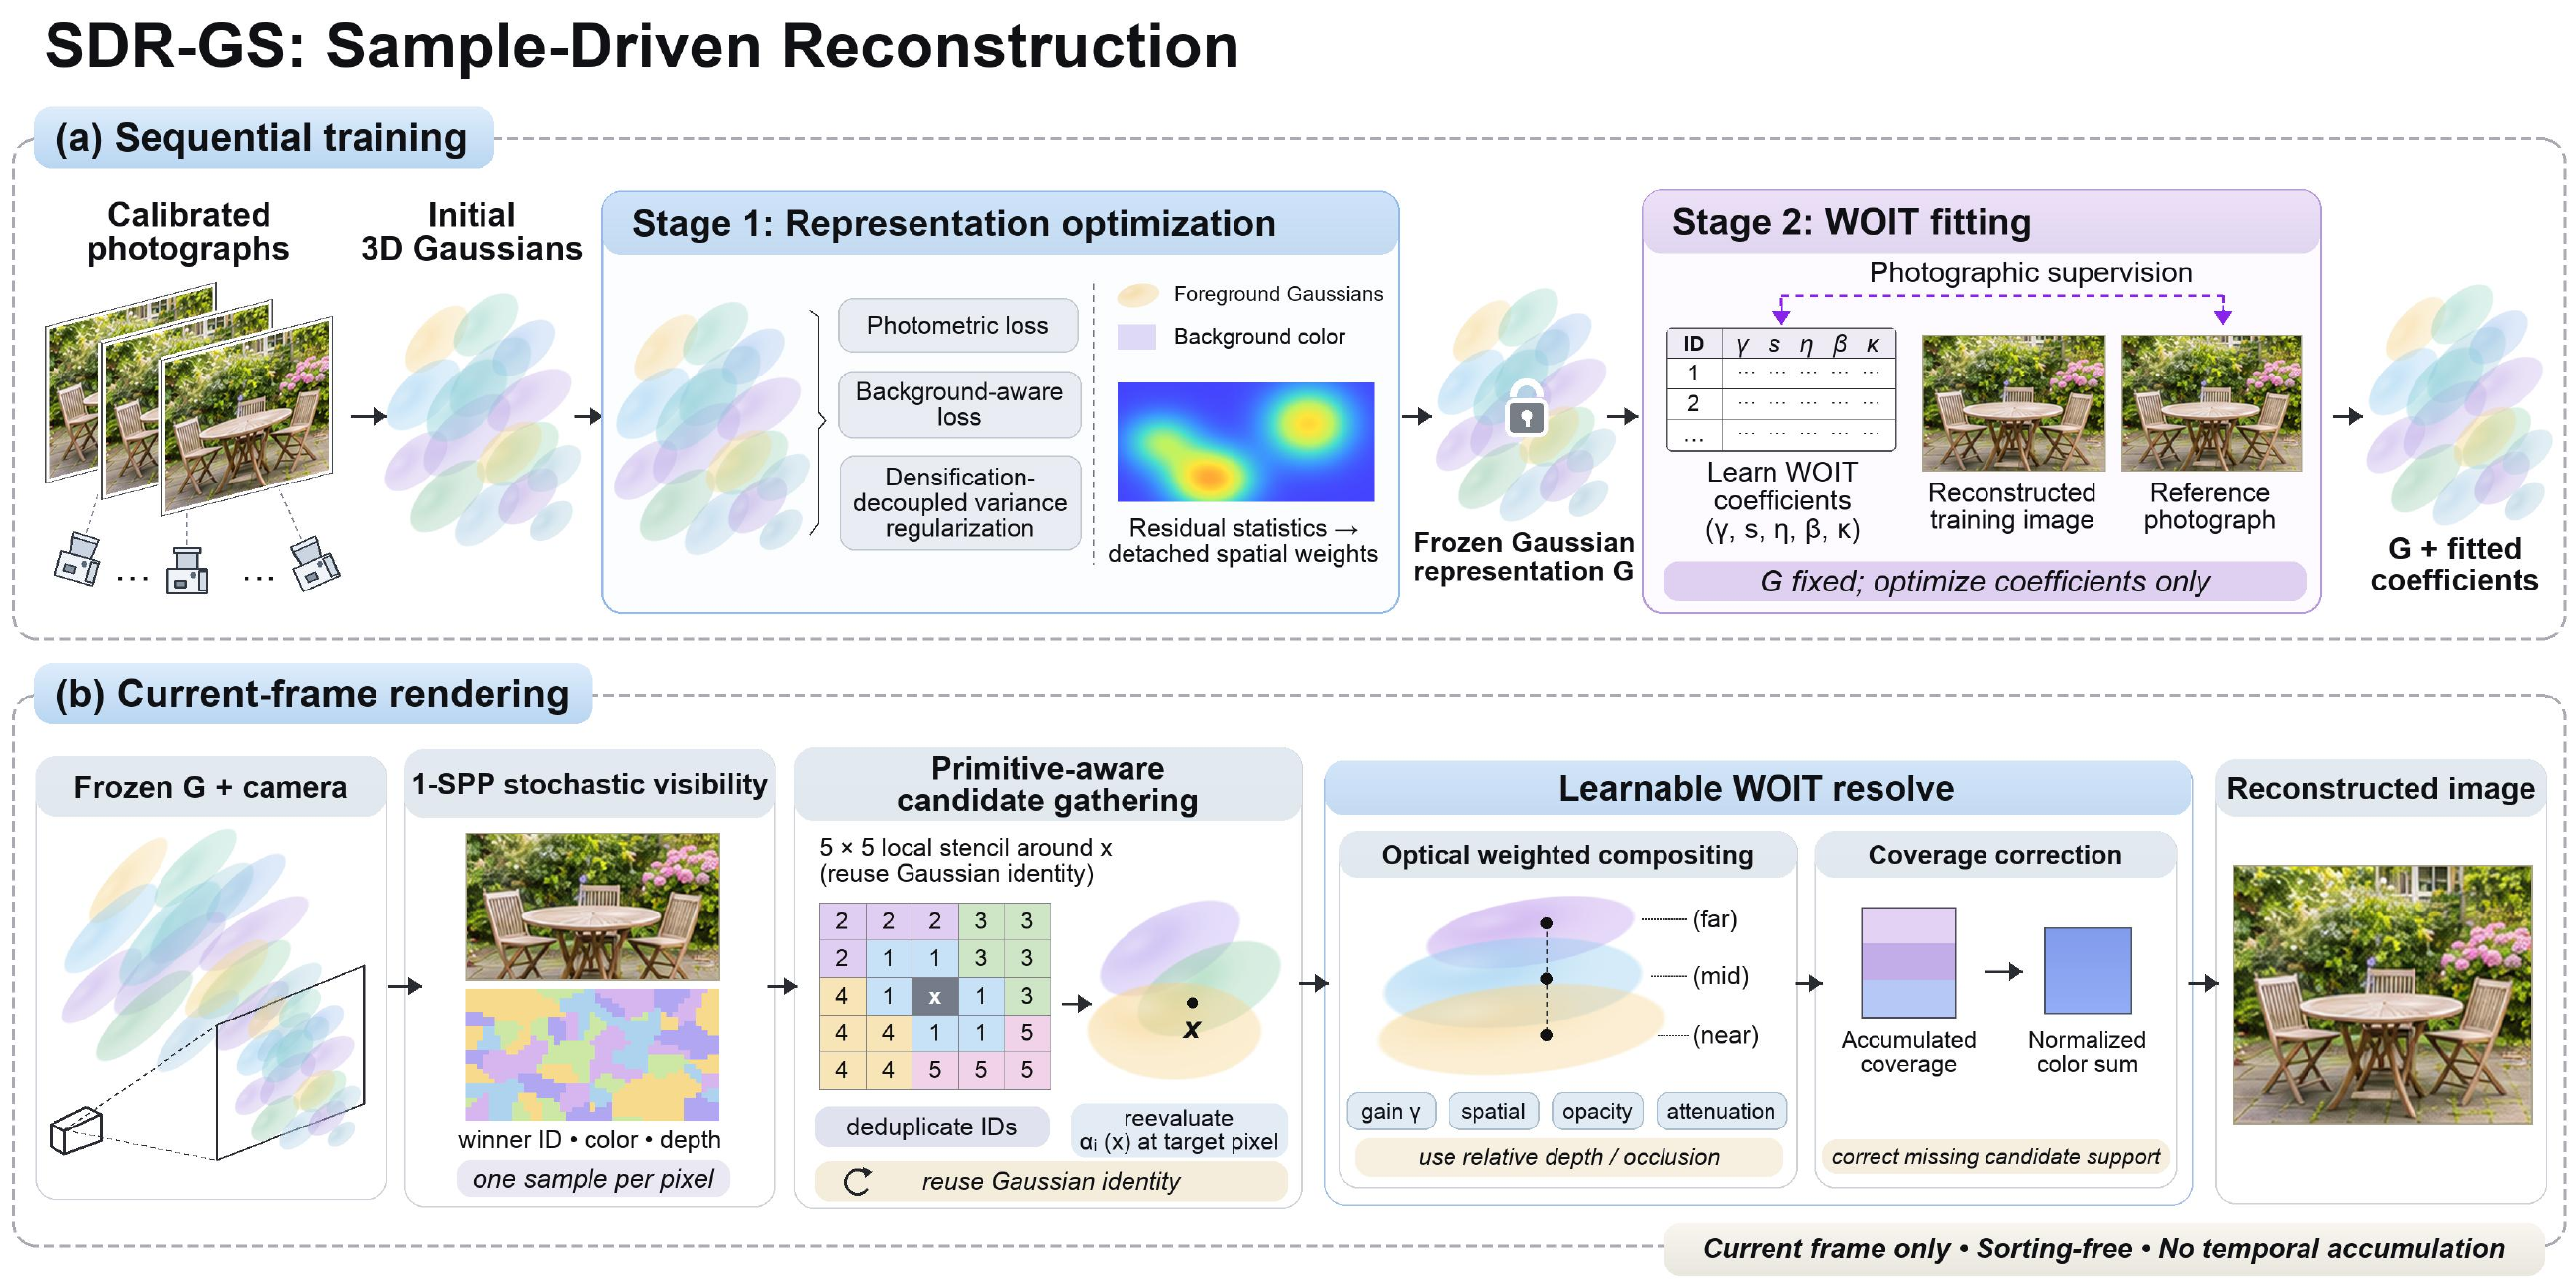 SDR-GS: Sample-Driven Reconstruction
(a) Sequential training
Calibrated
photographs
Initial
3D Gaussians
Stage 1: Representation optimization
Photometric loss
Background-aware
loss
Densification-
decoupled variance
regularization
Foreground Gaussians
Background color
Residual statistics →
detached spatial weights
Frozen Gaussian
representation G
Stage 2: WOIT fitting
Photographic supervision
ID γ s η β κ
1 ... ... ... ... ...
2 ... ... ... ... ...
... ... ... ... ... ...
Learn WOIT
coefficients
(γ, s, η, β, κ)
Reconstructed
training image
Reference
photograph
G fixed; optimize coefficients only
G + fitted
coefficients
(b) Current-frame rendering
Frozen G + camera
1-SPP stochastic visibility
winner ID • color • depth
one sample per pixel
Primitive-aware
candidate gathering
5 × 5 local stencil around x
(reuse Gaussian identity)
2 2 2 3 3
2 1 1 3 3
4 1 x 1 3
4 4 1 1 5
4 4 5 5 5
x
deduplicate IDs
reevaluate
αᵢ (x) at target pixel
reuse Gaussian identity
Learnable WOIT resolve
Optical weighted compositing
(far)
(mid)
(near)
gain γ
spatial
opacity
attenuation
use relative depth / occlusion
Coverage correction
Accumulated
coverage
Normalized
color sum
correct missing candidate support
Reconstructed image
Current frame only • Sorting-free • No temporal accumulation